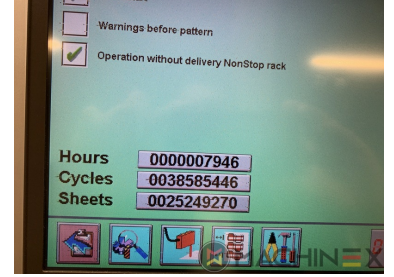 Warnings before pattern
Operation without delivery NonStop rack
Hours 0000007946
Cycles 0038585446
Sheets 0025249270
MACHINEX